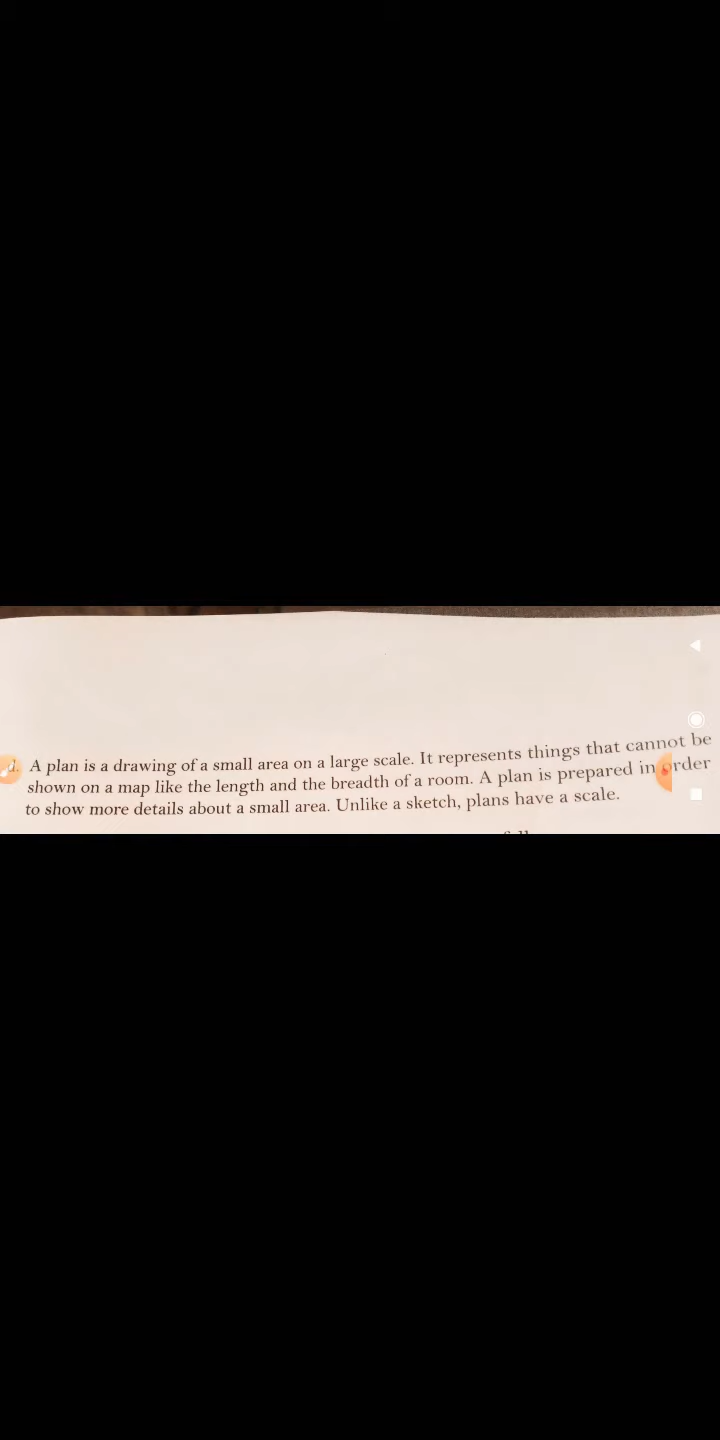 d. A plan is a drawing of a small area on a large scale. It represents things that cannot be
shown on a map like the length and the breadth of a room. A plan is prepared in order
to show more details about a small area. Unlike a sketch, plans have a scale.